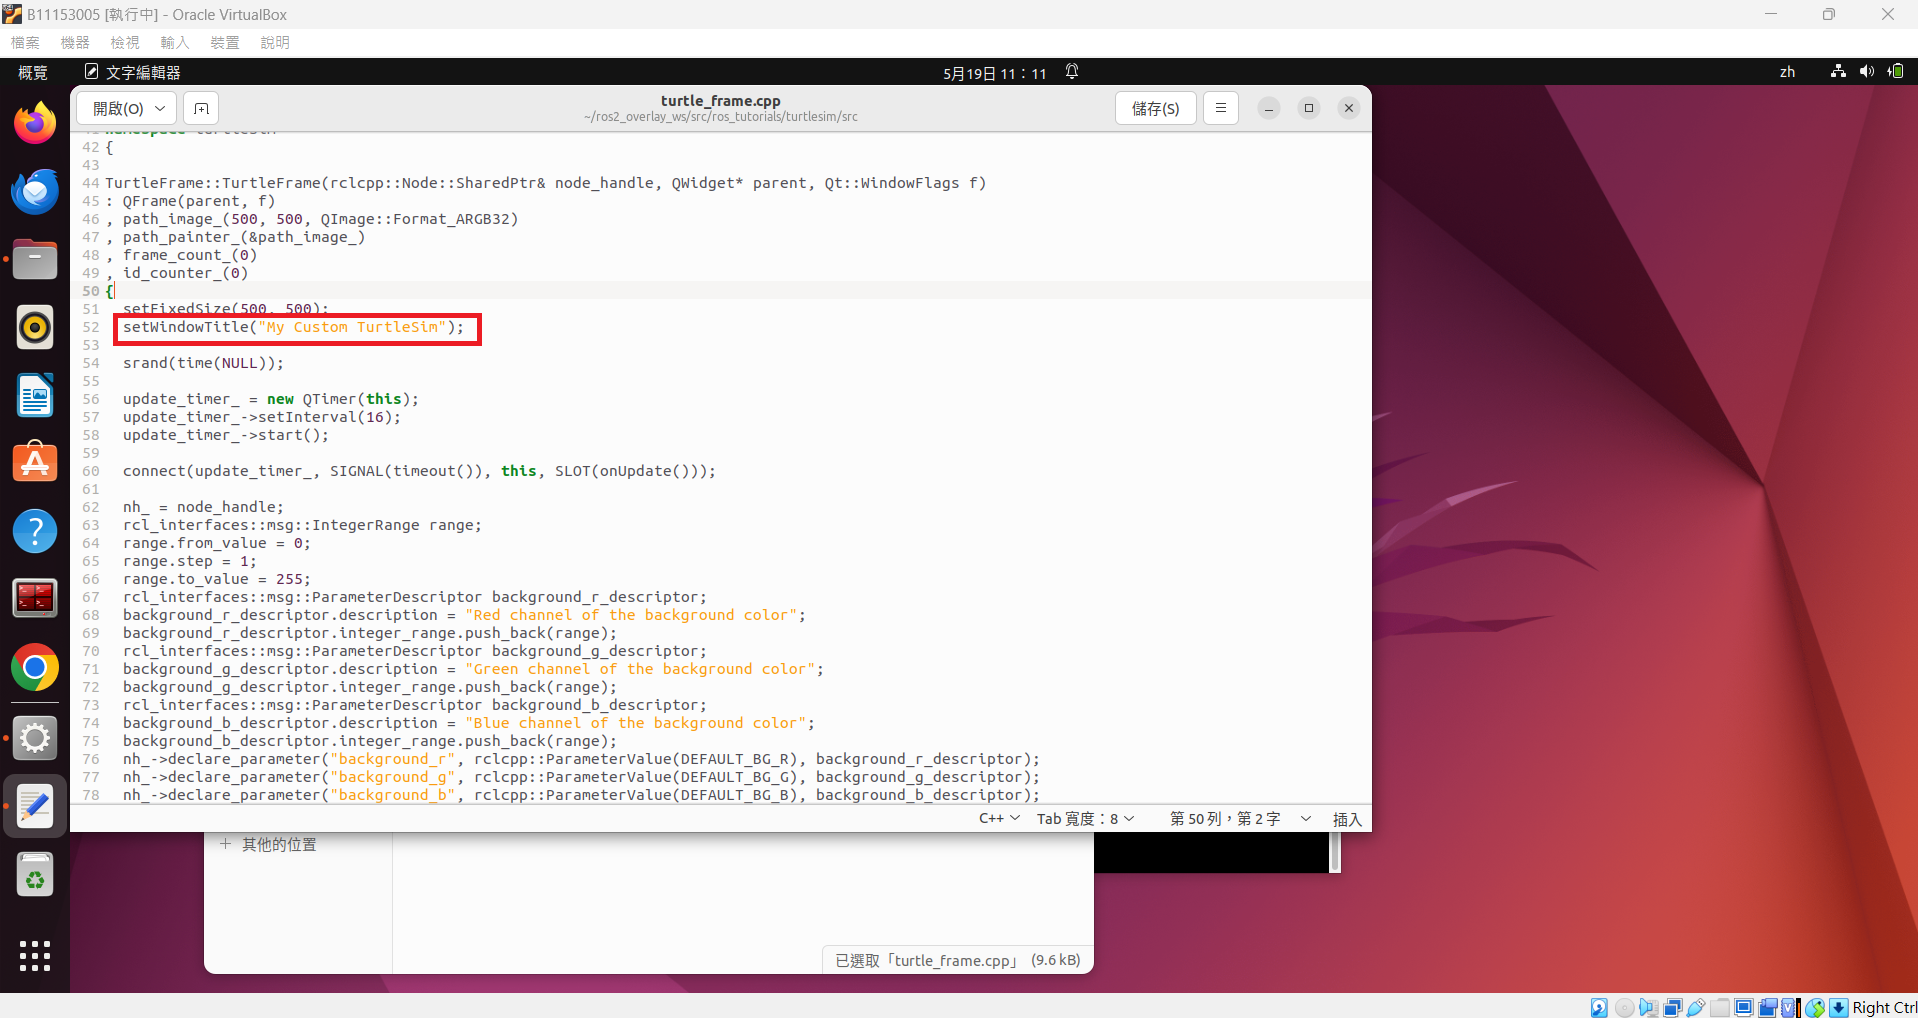 B11153005 [執行中] - Oracle VirtualBox
檔案 機器 檢視 輸入 裝置 說明
概覽 文字編輯器 5月19日 11：11 zh
開啟(O) turtle_frame.cpp 儲存(S)
~/ros2_overlay_ws/src/ros_tutorials/turtlesim/src
42 {
43
44 TurtleFrame::TurtleFrame(rclcpp::Node::SharedPtr& node_handle, QWidget* parent, Qt::WindowFlags f)
45 : QFrame(parent, f)
46 , path_image_(500, 500, QImage::Format_ARGB32)
47 , path_painter_(&path_image_)
48 , frame_count_(0)
49 , id_counter_(0)
50 {
51 setFixedSize(500, 500);
52 setWindowTitle("My Custom TurtleSim");
53
54 srand(time(NULL));
55
56 update_timer_ = new QTimer(this);
57 update_timer_->setInterval(16);
58 update_timer_->start();
59
60 connect(update_timer_, SIGNAL(timeout()), this, SLOT(onUpdate()));
61
62 nh_ = node_handle;
63 rcl_interfaces::msg::IntegerRange range;
64 range.from_value = 0;
65 range.step = 1;
66 range.to_value = 255;
67 rcl_interfaces::msg::ParameterDescriptor background_r_descriptor;
68 background_r_descriptor.description = "Red channel of the background color";
69 background_r_descriptor.integer_range.push_back(range);
70 rcl_interfaces::msg::ParameterDescriptor background_g_descriptor;
71 background_g_descriptor.description = "Green channel of the background color";
72 background_g_descriptor.integer_range.push_back(range);
73 rcl_interfaces::msg::ParameterDescriptor background_b_descriptor;
74 background_b_descriptor.description = "Blue channel of the background color";
75 background_b_descriptor.integer_range.push_back(range);
76 nh_->declare_parameter("background_r", rclcpp::ParameterValue(DEFAULT_BG_R), background_r_descriptor);
77 nh_->declare_parameter("background_g", rclcpp::ParameterValue(DEFAULT_BG_G), background_g_descriptor);
78 nh_->declare_parameter("background_b", rclcpp::ParameterValue(DEFAULT_BG_B), background_b_descriptor);
C++ Tab 寬度：8 第 50 列，第 2 字 插入
+ 其他的位置
已選取「turtle_frame.cpp」 (9.6 kB)
Right Ctrl